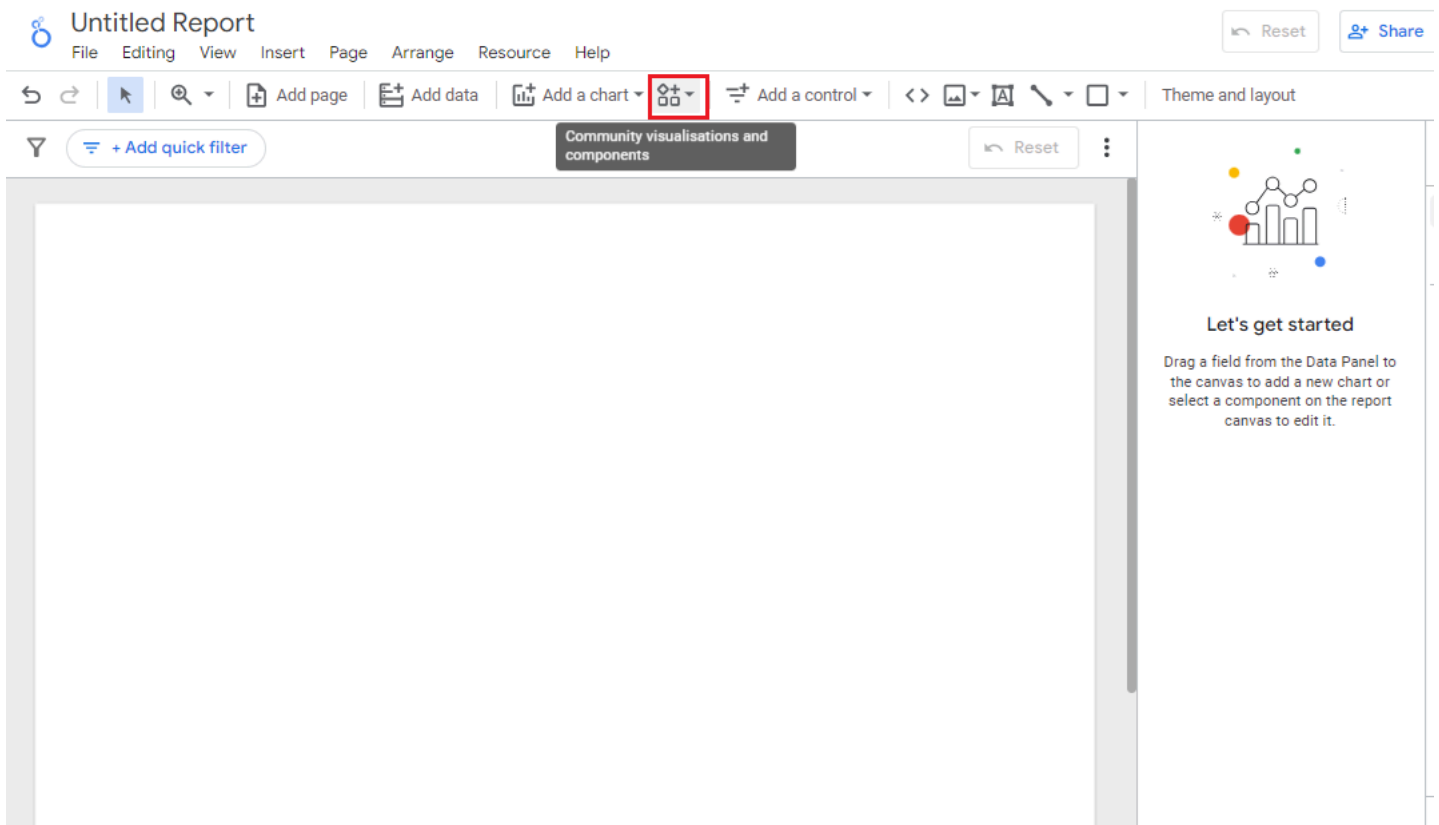 Untitled Report
File Editing View Insert Page Arrange Resource Help
Reset
Share
Add page
Add data
Add a chart
Add a control
Theme and layout
Community visualisations and
components
+ Add quick filter
Reset
Let's get started
Drag a field from the Data Panel to
the canvas to add a new chart or
select a component on the report
canvas to edit it.